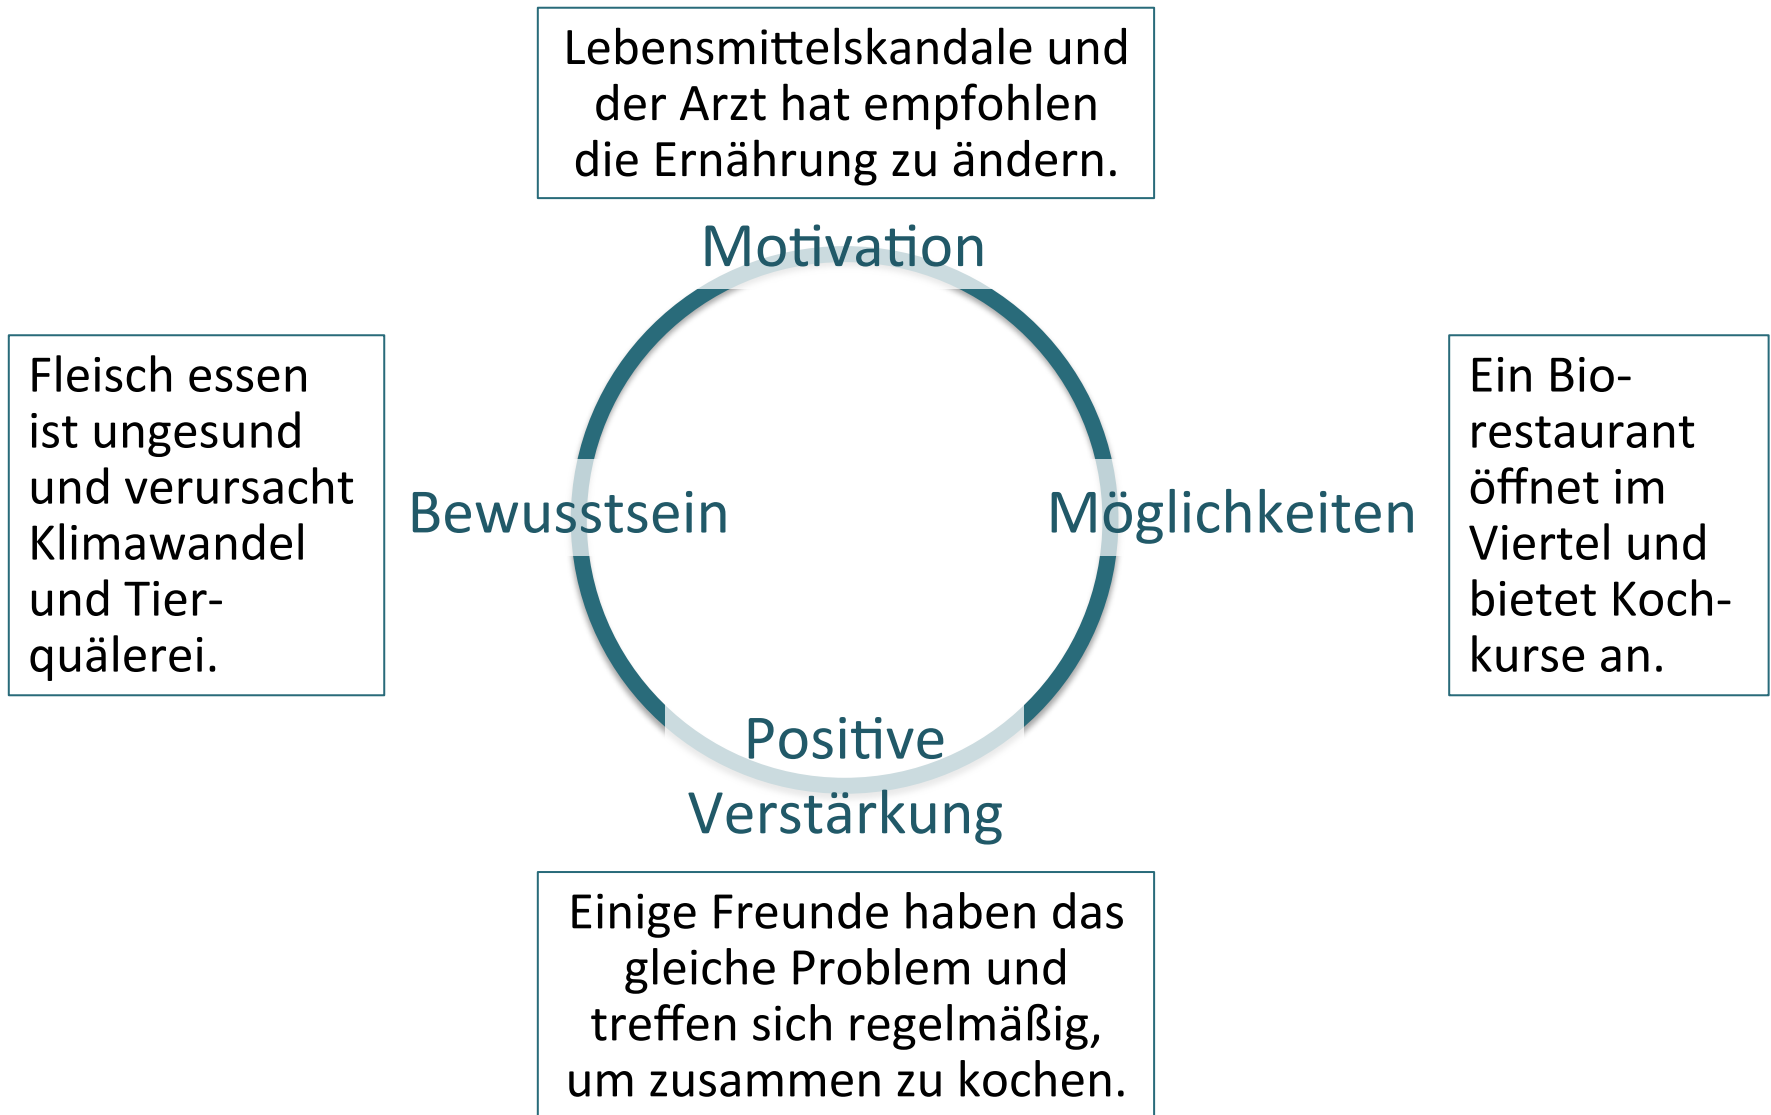 Lebensmittelskandale und
der Arzt hat empfohlen
die Ernährung zu ändern.
Motivation
Fleisch essen
ist ungesund
und verursacht
Klimawandel
und Tier-
quälerei.
Bewusstsein
Möglichkeiten
Ein Bio-
restaurant
öffnet im
Viertel und
bietet Koch-
kurse an.
Positive
Verstärkung
Einige Freunde haben das
gleiche Problem und
treffen sich regelmäßig,
um zusammen zu kochen.